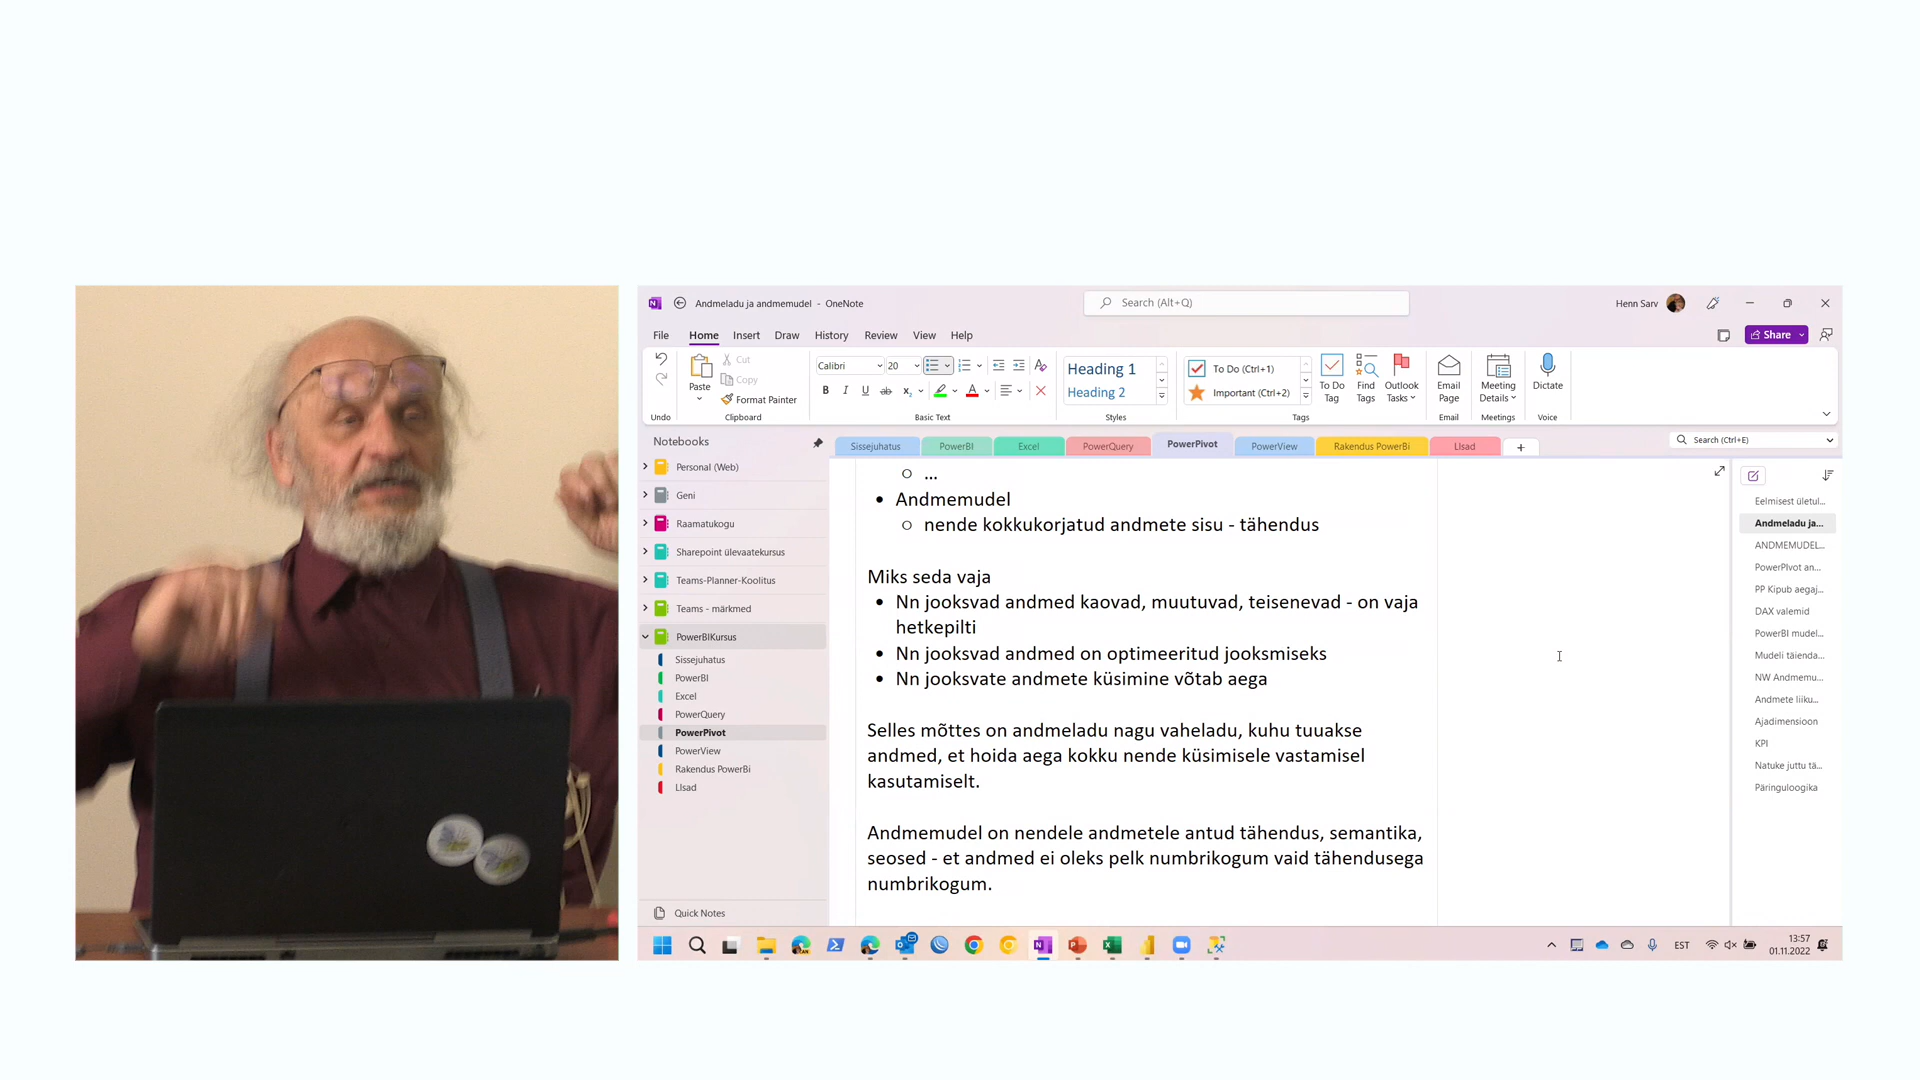 Andmeladu ja andmemudel - OneNote
Search (Alt+Q)
Henn Sarv
File Home Insert Draw History Review View Help
Share
Undo
Paste
Cut
Copy
Format Painter
Clipboard
Calibri 20
B I U ab x₂ A
Basic Text
Heading 1
Heading 2
Styles
To Do (Ctrl+1)
Important (Ctrl+2)
To Do Tag
Find Tags
Outlook Tasks
Tags
Email Page
Email
Meeting Details
Meetings
Dictate
Voice
Notebooks
Sissejuhatus PowerBI Excel PowerQuery PowerPivot PowerView Rakendus PowerBi LIsad +
Search (Ctrl+E)
Personal (Web)
Geni
Raamatukogu
Sharepoint ülevaatekursus
Teams-Planner-Koolitus
Teams - märkmed
PowerBIKursus
Sissejuhatus
PowerBI
Excel
PowerQuery
PowerPivot
PowerView
Rakendus PowerBi
LIsad
Quick Notes
...
Andmemudel
nende kokkukorjatud andmete sisu - tähendus
Miks seda vaja
Nn jooksvad andmed kaovad, muutuvad, teisenevad - on vaja
hetkepilti
Nn jooksvad andmed on optimeeritud jooksmiseks
Nn jooksvate andmete küsimine võtab aega
Selles mõttes on andmeladu nagu vaheladu, kuhu tuuakse
andmed, et hoida aega kokku nende küsimisele vastamisel
kasutamiselt.
Andmemudel on nendele andmetele antud tähendus, semantika,
seosed - et andmed ei oleks pelk numbrikogum vaid tähendusega
numbrikogum.
Eelmisest ületul...
Andmeladu ja...
ANDMEMUDEL...
PowerPIvot an...
PP Kipub aegaj...
DAX valemid
PowerBI mudel...
Mudeli täienda...
NW Andmemu...
Andmete liiku...
Ajadimensioon
KPI
Natuke juttu tä...
Päringuloogika
EST
13:57
01.11.2022